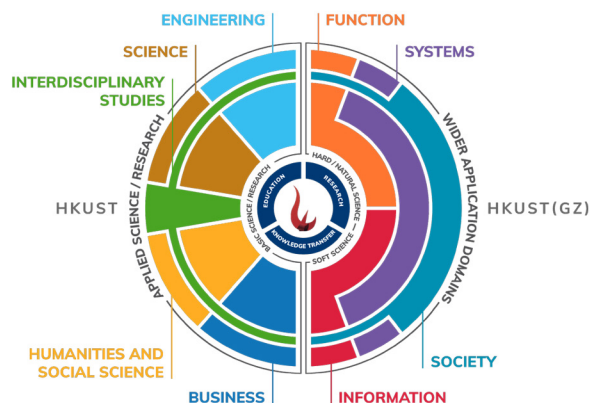 ENGINEERING
FUNCTION
SCIENCE
SYSTEMS
INTERDISCIPLINARY
STUDIES
APPLIED SCIENCE / RESEARCH
BASIC SCIENCE/RESEARCH
HARD / NATURAL SCIENCE
WIDER APPLICATION DOMAINS
EDUCATION
RESEARCH
HKUST
HKUST(GZ)
KNOWLEDGE TRANSFER
SOFT SCIENCE
HUMANITIES AND
SOCIAL SCIENCE
SOCIETY
BUSINESS
INFORMATION